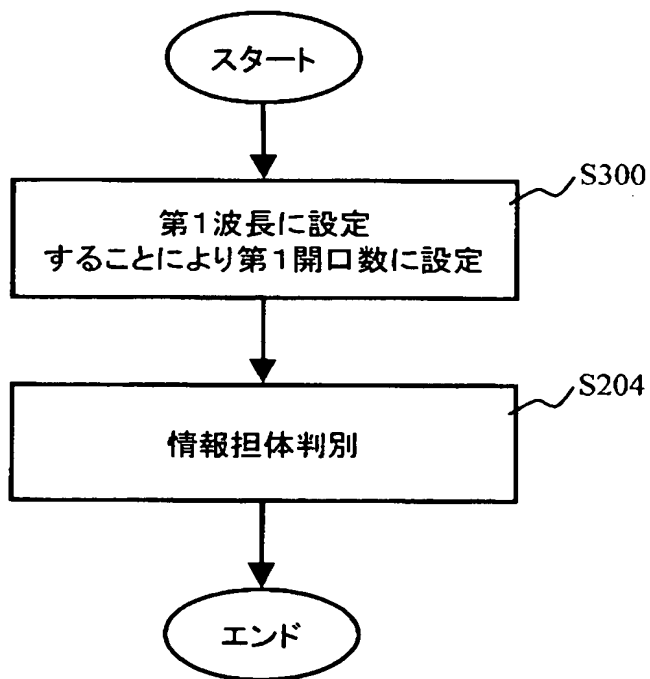 スタート
S300
第1波長に設定
することにより第1開口数に設定
S204
情報担体判別
エンド